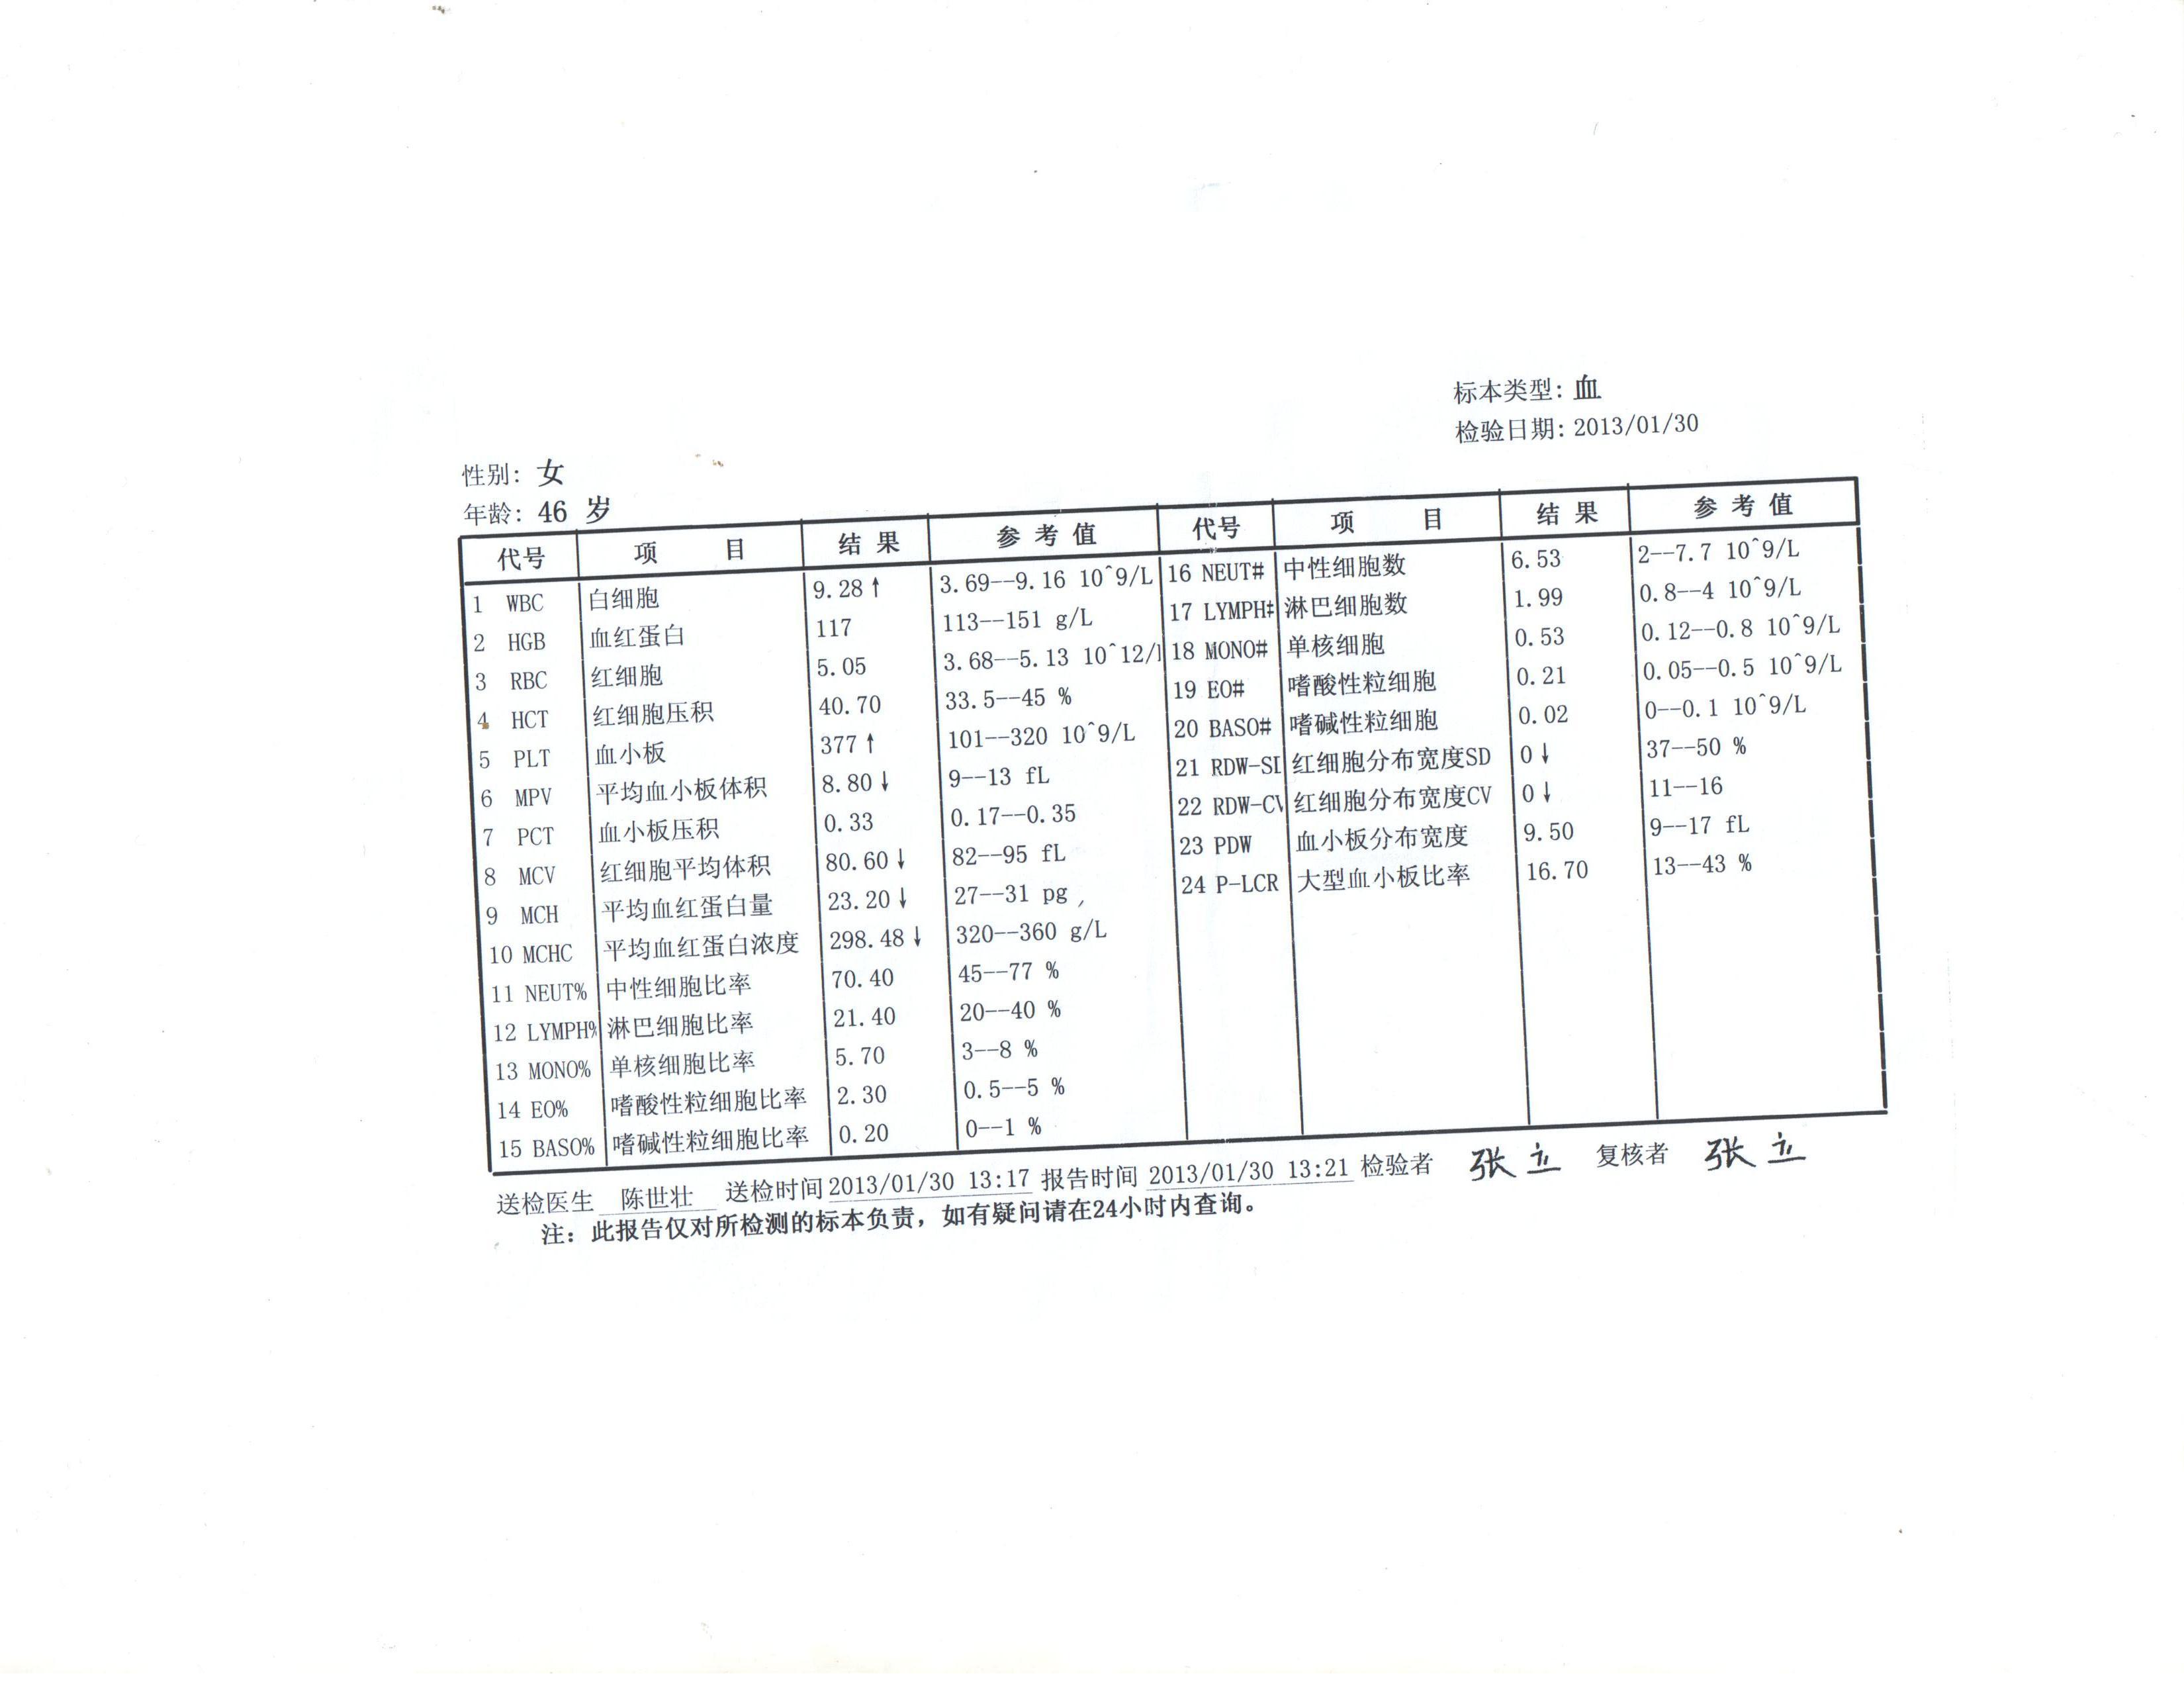 标本类型: 血
检验日期: 2013/01/30
性别: 女
年龄: 46 岁
代号 项 目 结 果 参 考 值 代号 项 目 结 果 参 考 值
1 WBC 白细胞 9.28↑ 3.69--9.16 10^9/L 16 NEUT# 中性细胞数 6.53 2--7.7 10^9/L
2 HGB 血红蛋白 117 113--151 g/L 17 LYMPH# 淋巴细胞数 1.99 0.8--4 10^9/L
3 RBC 红细胞 5.05 3.68--5.13 10^12/l 18 MONO# 单核细胞 0.53 0.12--0.8 10^9/L
4 HCT 红细胞压积 40.70 33.5--45 % 19 EO# 嗜酸性粒细胞 0.21 0.05--0.5 10^9/L
5 PLT 血小板 377↑ 101--320 10^9/L 20 BASO# 嗜碱性粒细胞 0.02 0--0.1 10^9/L
6 MPV 平均血小板体积 8.80↓ 9--13 fL 21 RDW-SD 红细胞分布宽度SD 0↓ 37--50 %
7 PCT 血小板压积 0.33 0.17--0.35 22 RDW-CV 红细胞分布宽度CV 0↓ 11--16
8 MCV 红细胞平均体积 80.60↓ 82--95 fL 23 PDW 血小板分布宽度 9.50 9--17 fL
9 MCH 平均血红蛋白量 23.20↓ 27--31 pg 24 P-LCR 大型血小板比率 16.70 13--43 %
10 MCHC 平均血红蛋白浓度 298.48↓ 320--360 g/L
11 NEUT% 中性细胞比率 70.40 45--77 %
12 LYMPH% 淋巴细胞比率 21.40 20--40 %
13 MONO% 单核细胞比率 5.70 3--8 %
14 EO% 嗜酸性粒细胞比率 2.30 0.5--5 %
15 BASO% 嗜碱性粒细胞比率 0.20 0--1 %
送检医生 陈世壮 送检时间 2013/01/30 13:17 报告时间 2013/01/30 13:21 检验者 张立 复核者 张立
注: 此报告仅对所检测的标本负责, 如有疑问请在24小时内查询。